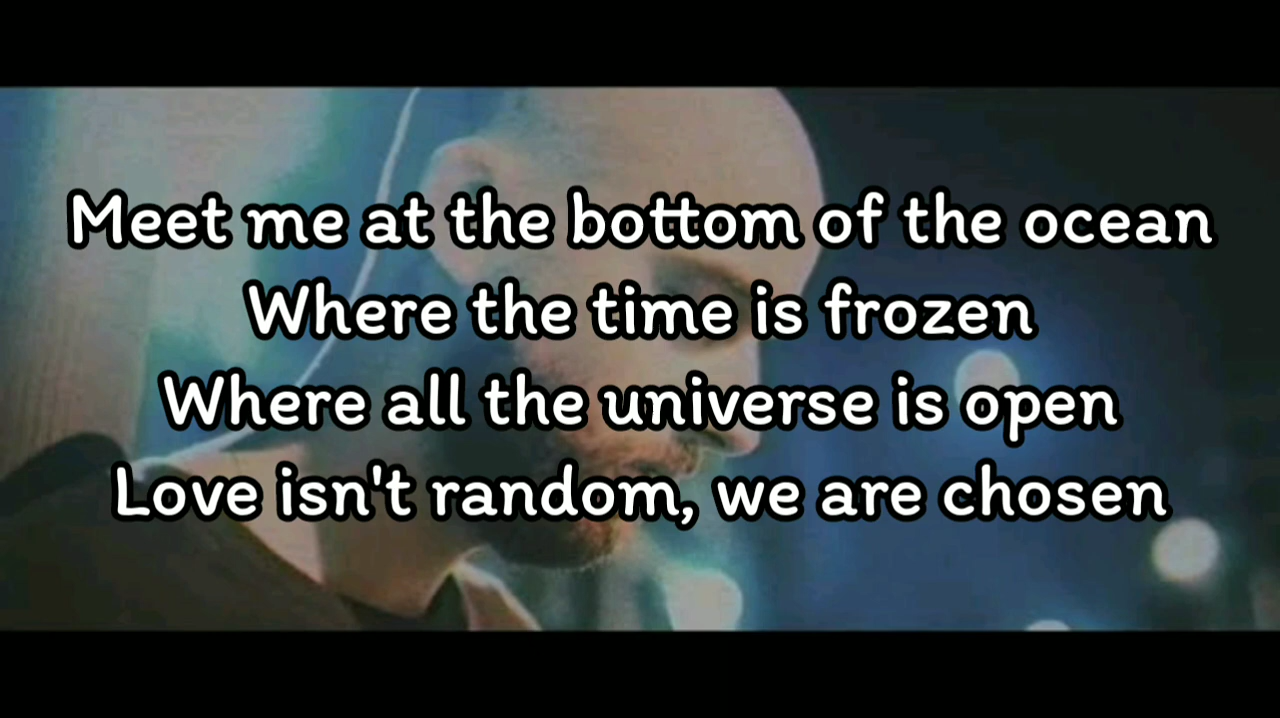 Meet me at the bottom of the ocean
Where the time is frozen
Where all the universe is open
Love isn't random, we are chosen